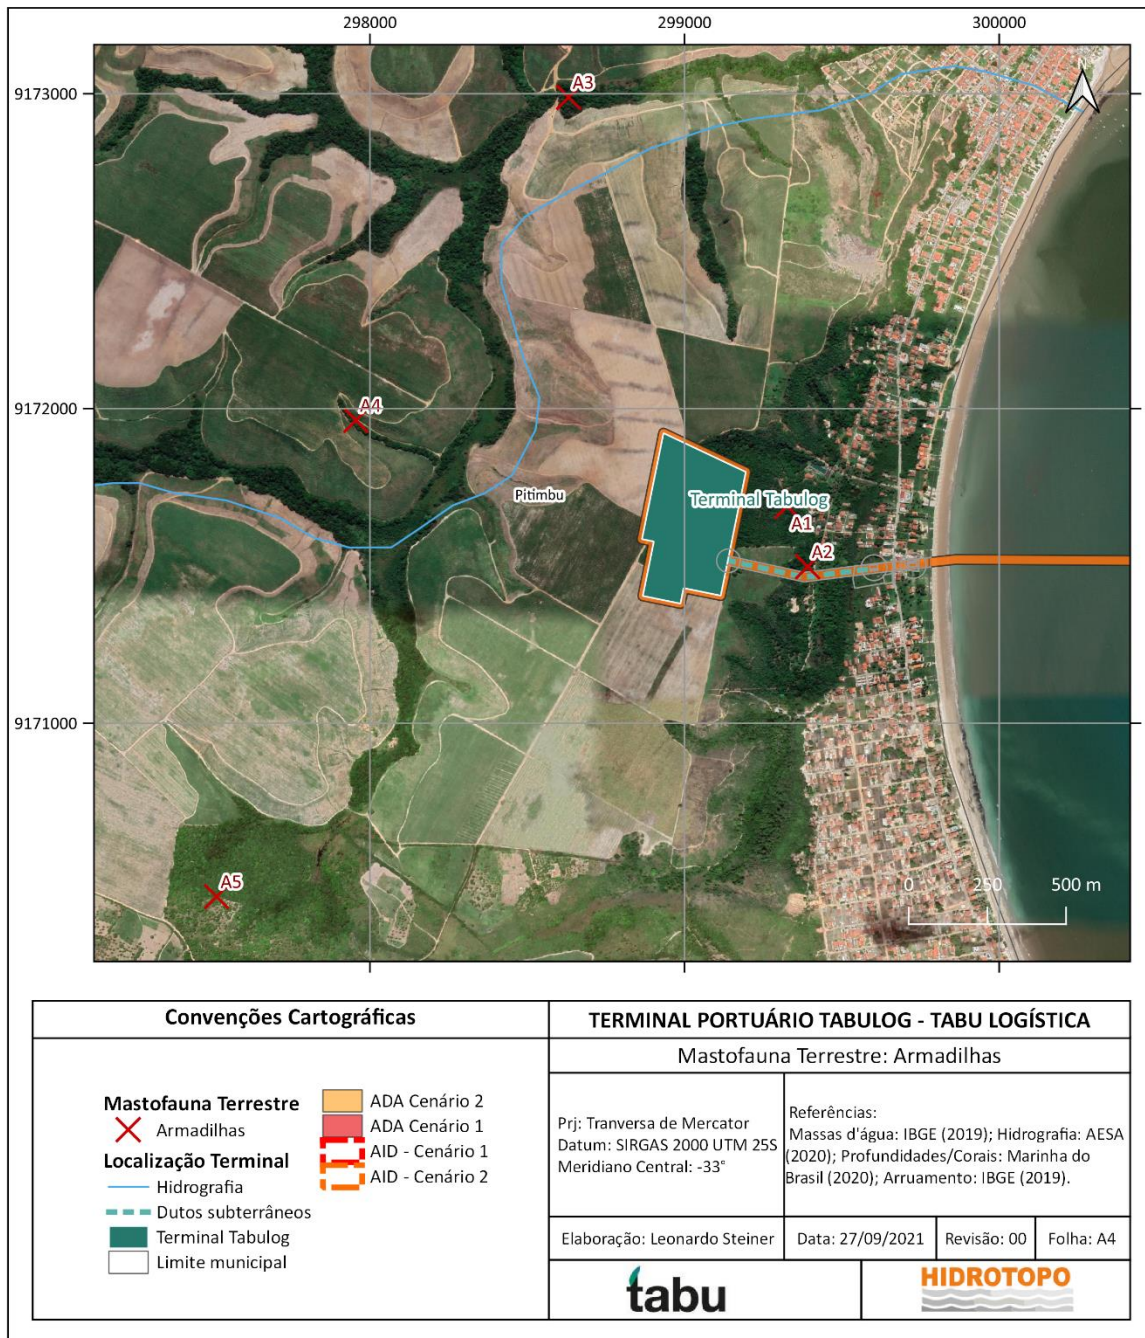 298000
299000
300000
N
9173000
A3
A4
9172000
Pitimbu
Terminal Tabulog
A1
A2
9171000
A5
0 250 500 m
Convenções Cartográficas
Mastofauna Terrestre
Armadilhas
Localização Terminal
Hidrografia
Dutos subterrâneos
Terminal Tabulog
Limite municipal
ADA Cenário 2
ADA Cenário 1
AID - Cenário 1
AID - Cenário 2
TERMINAL PORTUÁRIO TABULOG - TABU LOGÍSTICA
Mastofauna Terrestre: Armadilhas
Prj: Tranversa de Mercator
Datum: SIRGAS 2000 UTM 25S
Meridiano Central: -33°
Referências:
Massas d'água: IBGE (2019); Hidrografia: AESA
(2020); Profundidades/Corais: Marinha do
Brasil (2020); Arruamento: IBGE (2019).
Elaboração: Leonardo Steiner
Data: 27/09/2021
Revisão: 00
Folha: A4
tabu
HIDROTOPO